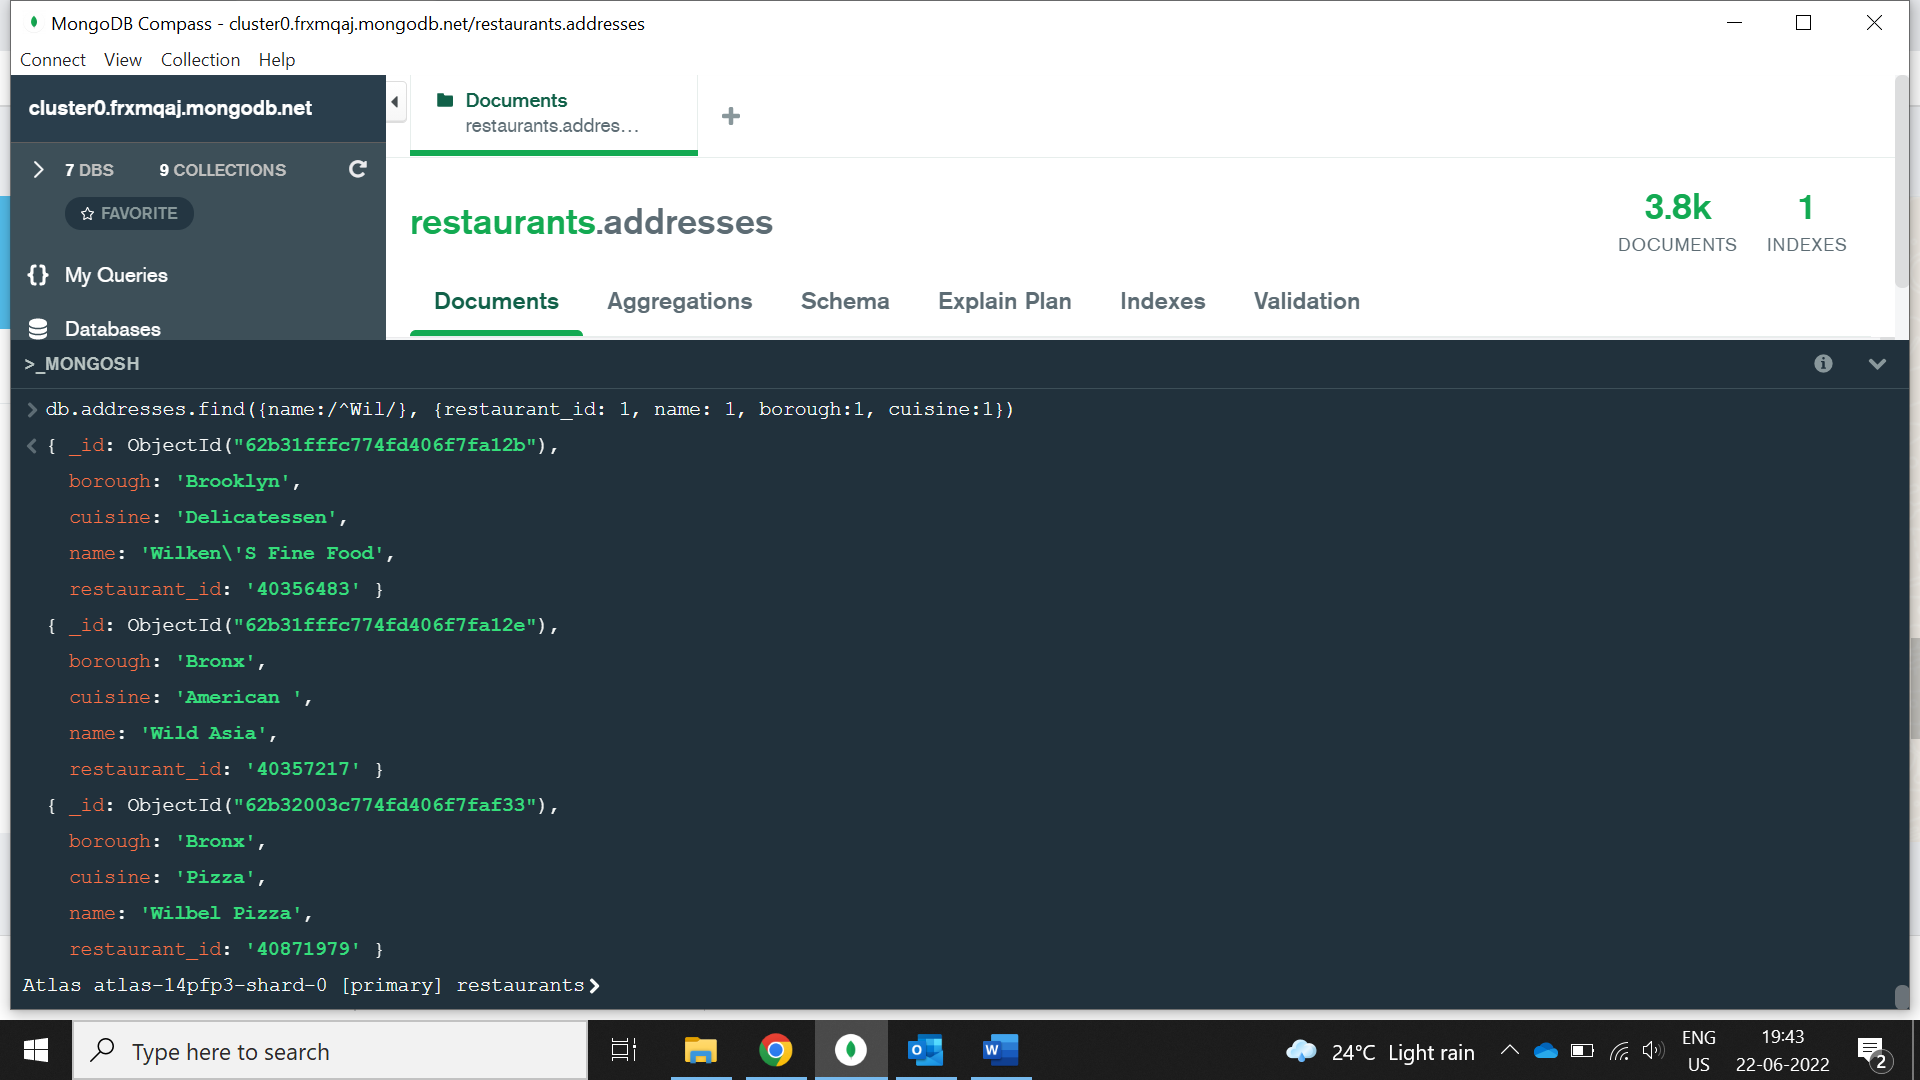 MongoDB Compass - cluster0.frxmqaj.mongodb.net/restaurants.addresses
Connect View Collection Help
cluster0.frxmqaj.mongodb.net
Documents
restaurants.addres...
7 DBS 9 COLLECTIONS
FAVORITE
restaurants.addresses
3.8k
DOCUMENTS
1
INDEXES
{} My Queries
Databases
Documents Aggregations Schema Explain Plan Indexes Validation
>_MONGOSH
> db.addresses.find({name:/^Wil/}, {restaurant_id: 1, name: 1, borough:1, cuisine:1})
< { _id: ObjectId("62b31fffc774fd406f7fa12b"),
borough: 'Brooklyn',
cuisine: 'Delicatessen',
name: 'Wilken\'S Fine Food',
restaurant_id: '40356483' }
{ _id: ObjectId("62b31fffc774fd406f7fa12e"),
borough: 'Bronx',
cuisine: 'American ',
name: 'Wild Asia',
restaurant_id: '40357217' }
{ _id: ObjectId("62b32003c774fd406f7faf33"),
borough: 'Bronx',
cuisine: 'Pizza',
name: 'Wilbel Pizza',
restaurant_id: '40871979' }
Atlas atlas-14pfp3-shard-0 [primary] restaurants>
Type here to search
24°C Light rain
ENG
US
19:43
22-06-2022
2